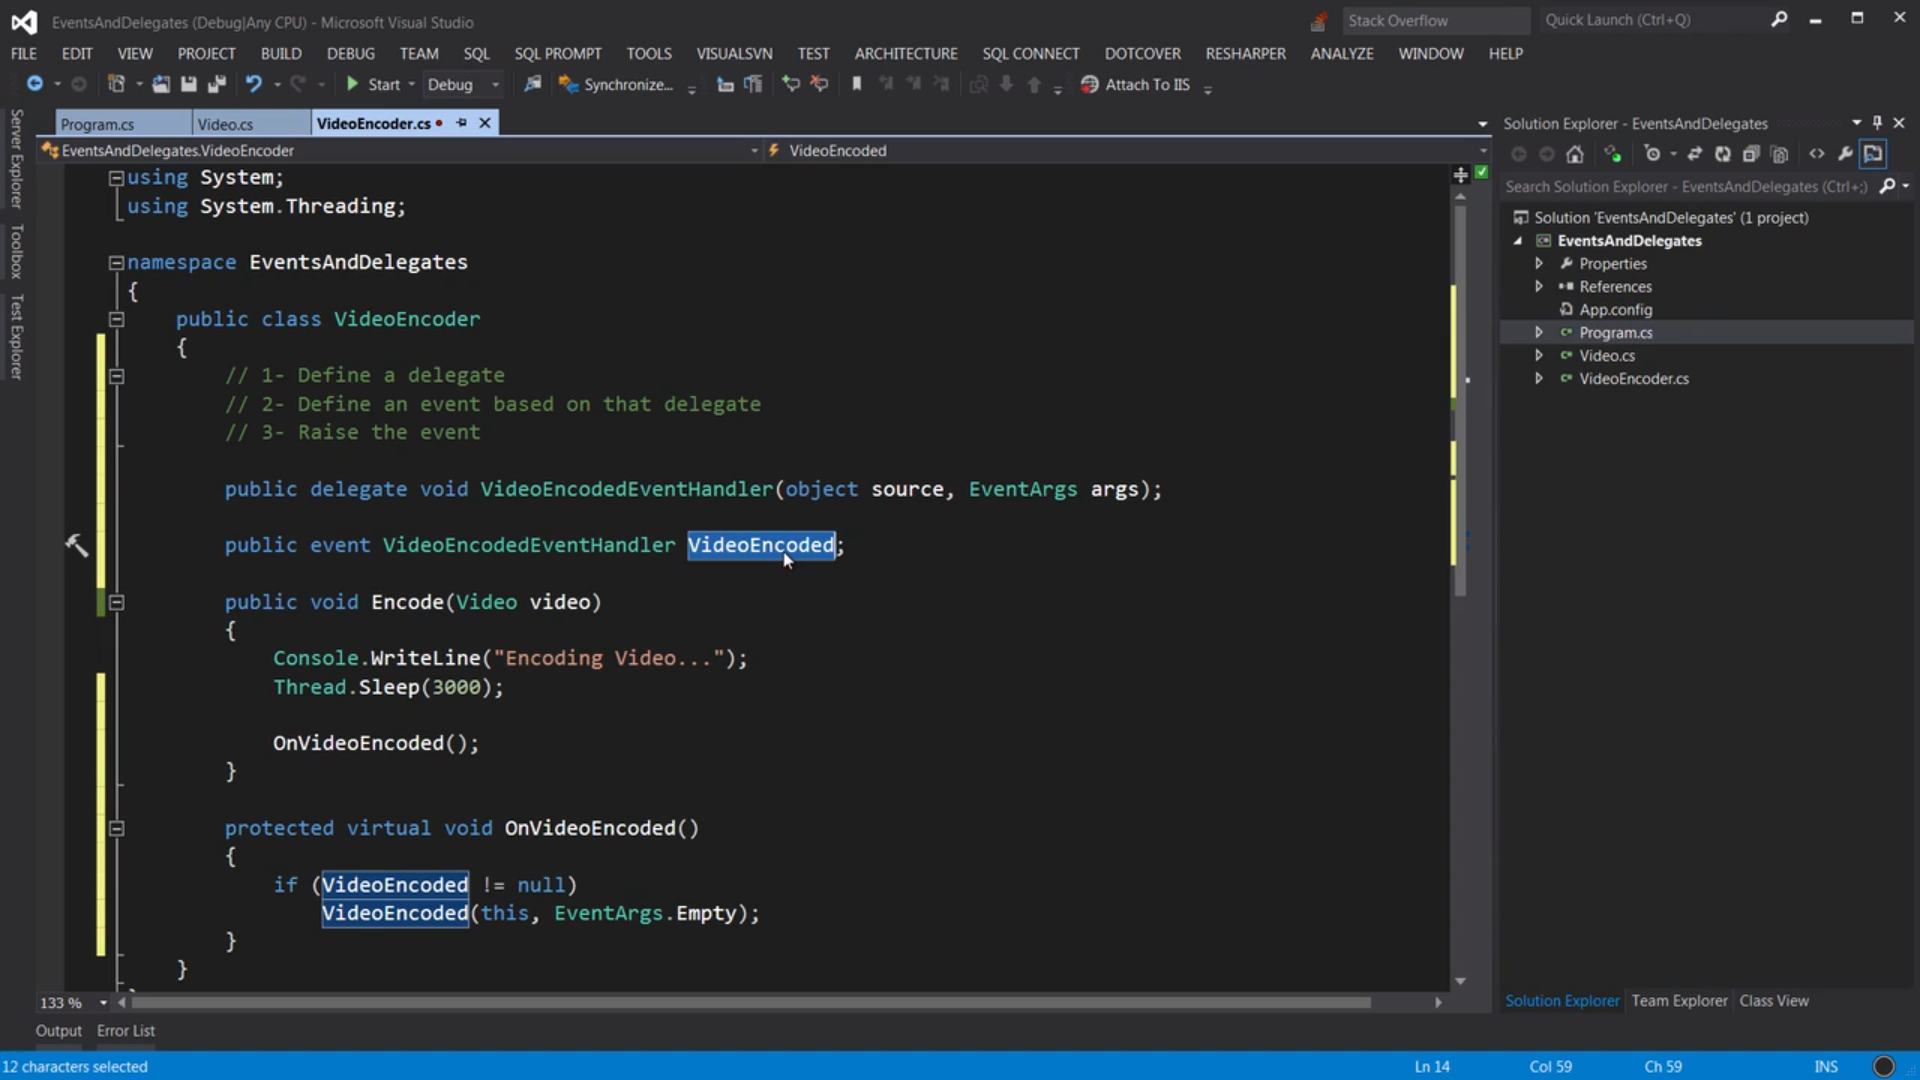 EventsAndDelegates (Debug|Any CPU) - Microsoft Visual Studio
Stack Overflow
Quick Launch (Ctrl+Q)
FILE EDIT VIEW PROJECT BUILD DEBUG TEAM SQL SQL PROMPT TOOLS VISUALSVN TEST ARCHITECTURE SQL CONNECT DOTCOVER RESHARPER ANALYZE WINDOW HELP
Start Debug Synchronize... Attach To IIS
Server Explorer
Toolbox
Test Explorer
Program.cs Video.cs VideoEncoder.cs
EventsAndDelegates.VideoEncoder VideoEncoded
using System;
using System.Threading;
namespace EventsAndDelegates
{
public class VideoEncoder
{
// 1- Define a delegate
// 2- Define an event based on that delegate
// 3- Raise the event
public delegate void VideoEncodedEventHandler(object source, EventArgs args);
public event VideoEncodedEventHandler VideoEncoded;
public void Encode(Video video)
{
Console.WriteLine("Encoding Video...");
Thread.Sleep(3000);
OnVideoEncoded();
}
protected virtual void OnVideoEncoded()
{
if (VideoEncoded != null)
VideoEncoded(this, EventArgs.Empty);
}
}
133 %
Solution Explorer - EventsAndDelegates
Search Solution Explorer - EventsAndDelegates (Ctrl+;)
Solution 'EventsAndDelegates' (1 project)
EventsAndDelegates
Properties
References
App.config
Program.cs
Video.cs
VideoEncoder.cs
Solution Explorer Team Explorer Class View
Output Error List
12 characters selected Ln 14 Col 59 Ch 59 INS